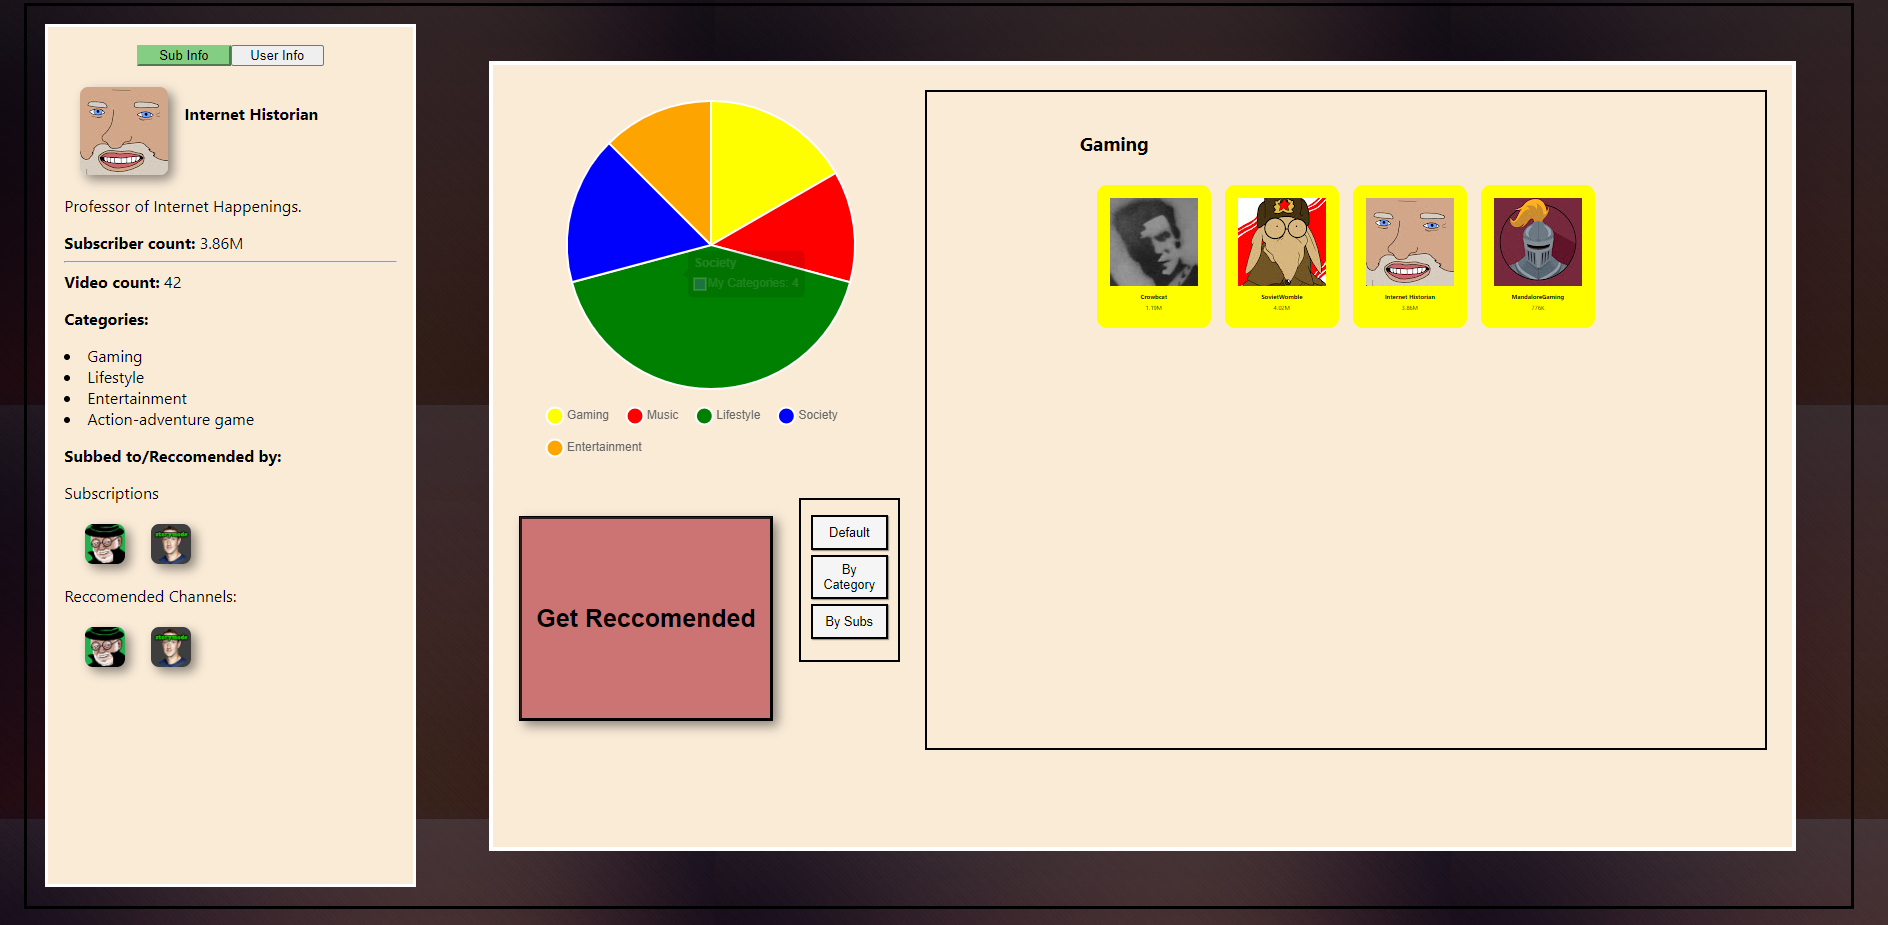 Sub Info
User Info
Internet Historian
Professor of Internet Happenings.
Subscriber count: 3.86M
Video count: 42
Categories:
Gaming
Lifestyle
Entertainment
Action-adventure game
Subbed to/Reccomended by:
Subscriptions
Reccomended Channels:
Society
My Categories: 4
Gaming
Music
Lifestyle
Society
Entertainment
Get Reccomended
Default
By
Category
By Subs
Gaming
Crowbcat
1.19M
SovietWomble
4.02M
Internet Historian
3.86M
MandaloreGaming
776K